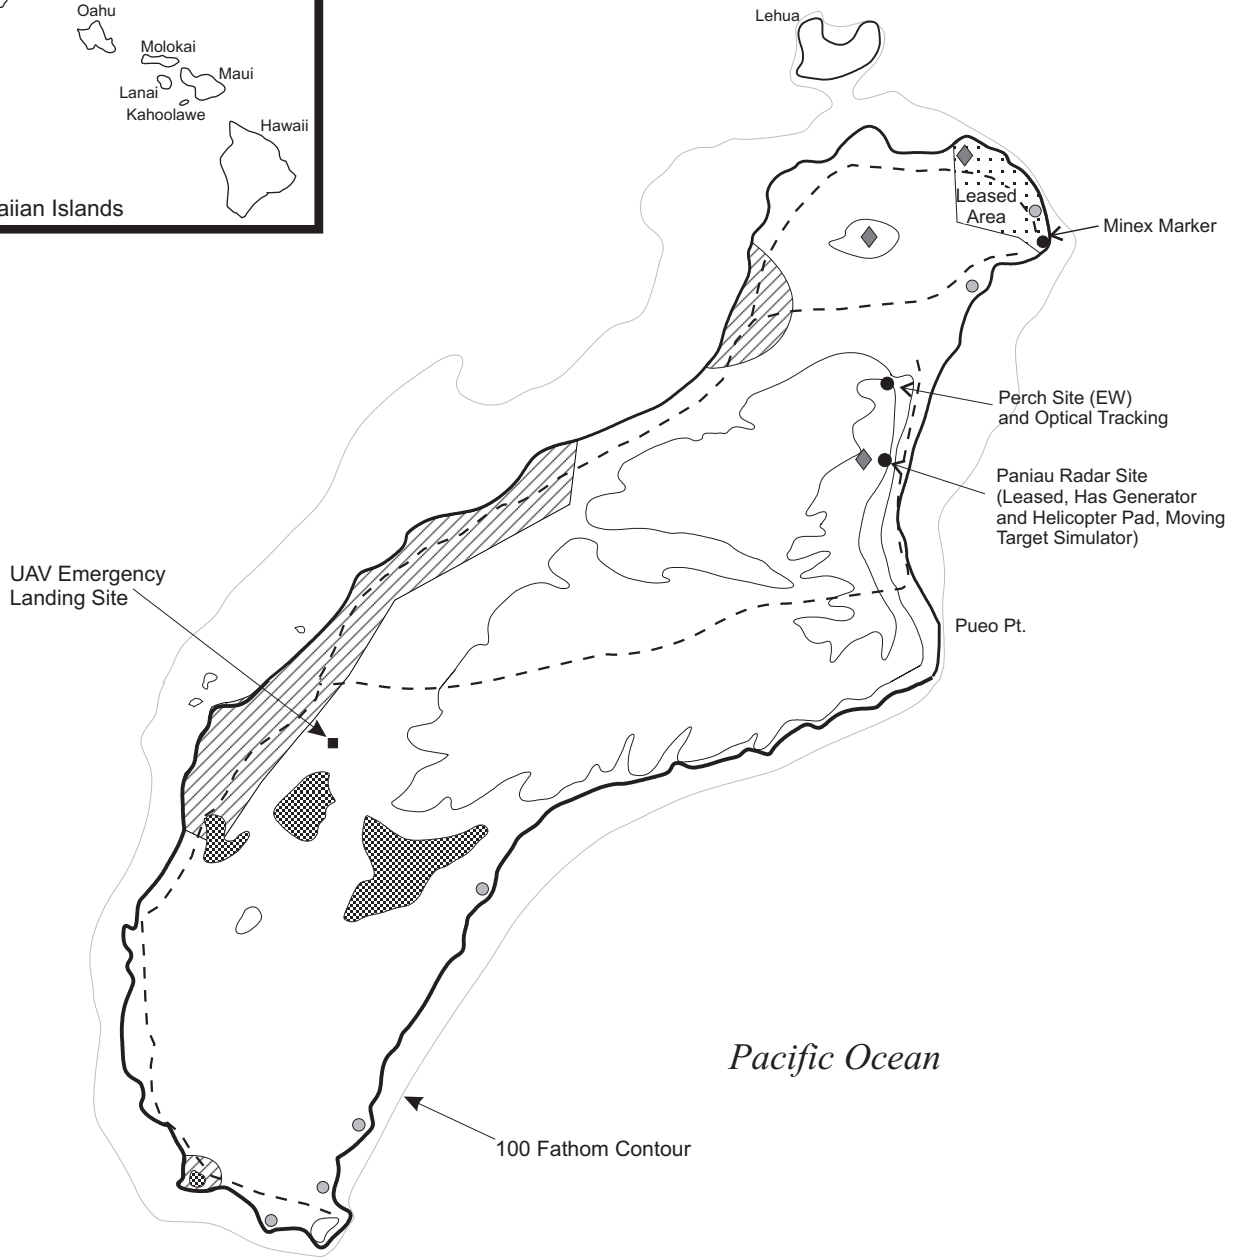 Oahu
Molokai
Maui
Lanai
Kahoolawe
Hawaii
aiian Islands
Lehua
Leased
Area
Minex Marker
Perch Site (EW)
and Optical Tracking
Paniau Radar Site
(Leased, Has Generator
and Helicopter Pad, Moving
Target Simulator)
UAV Emergency
Landing Site
Pueo Pt.
Pacific Ocean
100 Fathom Contour